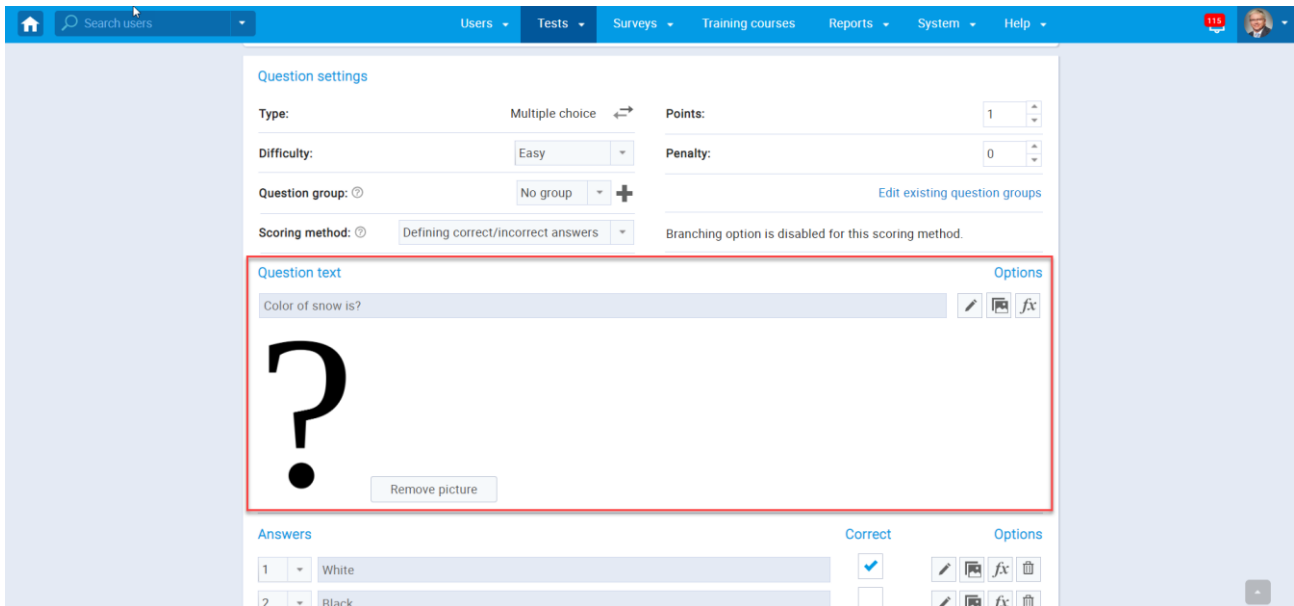 Search users
Users Tests Surveys Training courses Reports System Help 115
Question settings
Type: Multiple choice Points: 1
Difficulty: Easy Penalty: 0
Question group: ? No group Edit existing question groups
Scoring method: ? Defining correct/incorrect answers Branching option is disabled for this scoring method.
Question text Options
Color of snow is? fx
?
Remove picture
Answers Correct Options
1 White fx
2 Black fx